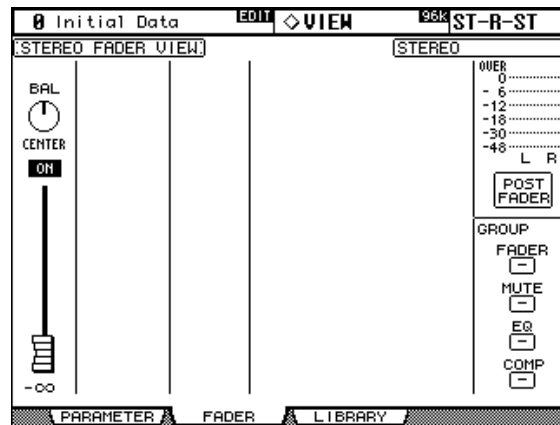 0 Initial Data EDIT ◇VIEW 96k ST-R-ST
STEREO FADER VIEW
STEREO
BAL
CENTER
ON
-∞
OVER
0
- 6
-12
-18
-30
-48
L R
POST
FADER
GROUP
FADER
-
MUTE
-
EQ
-
COMP
-
PARAMETER FADER LIBRARY